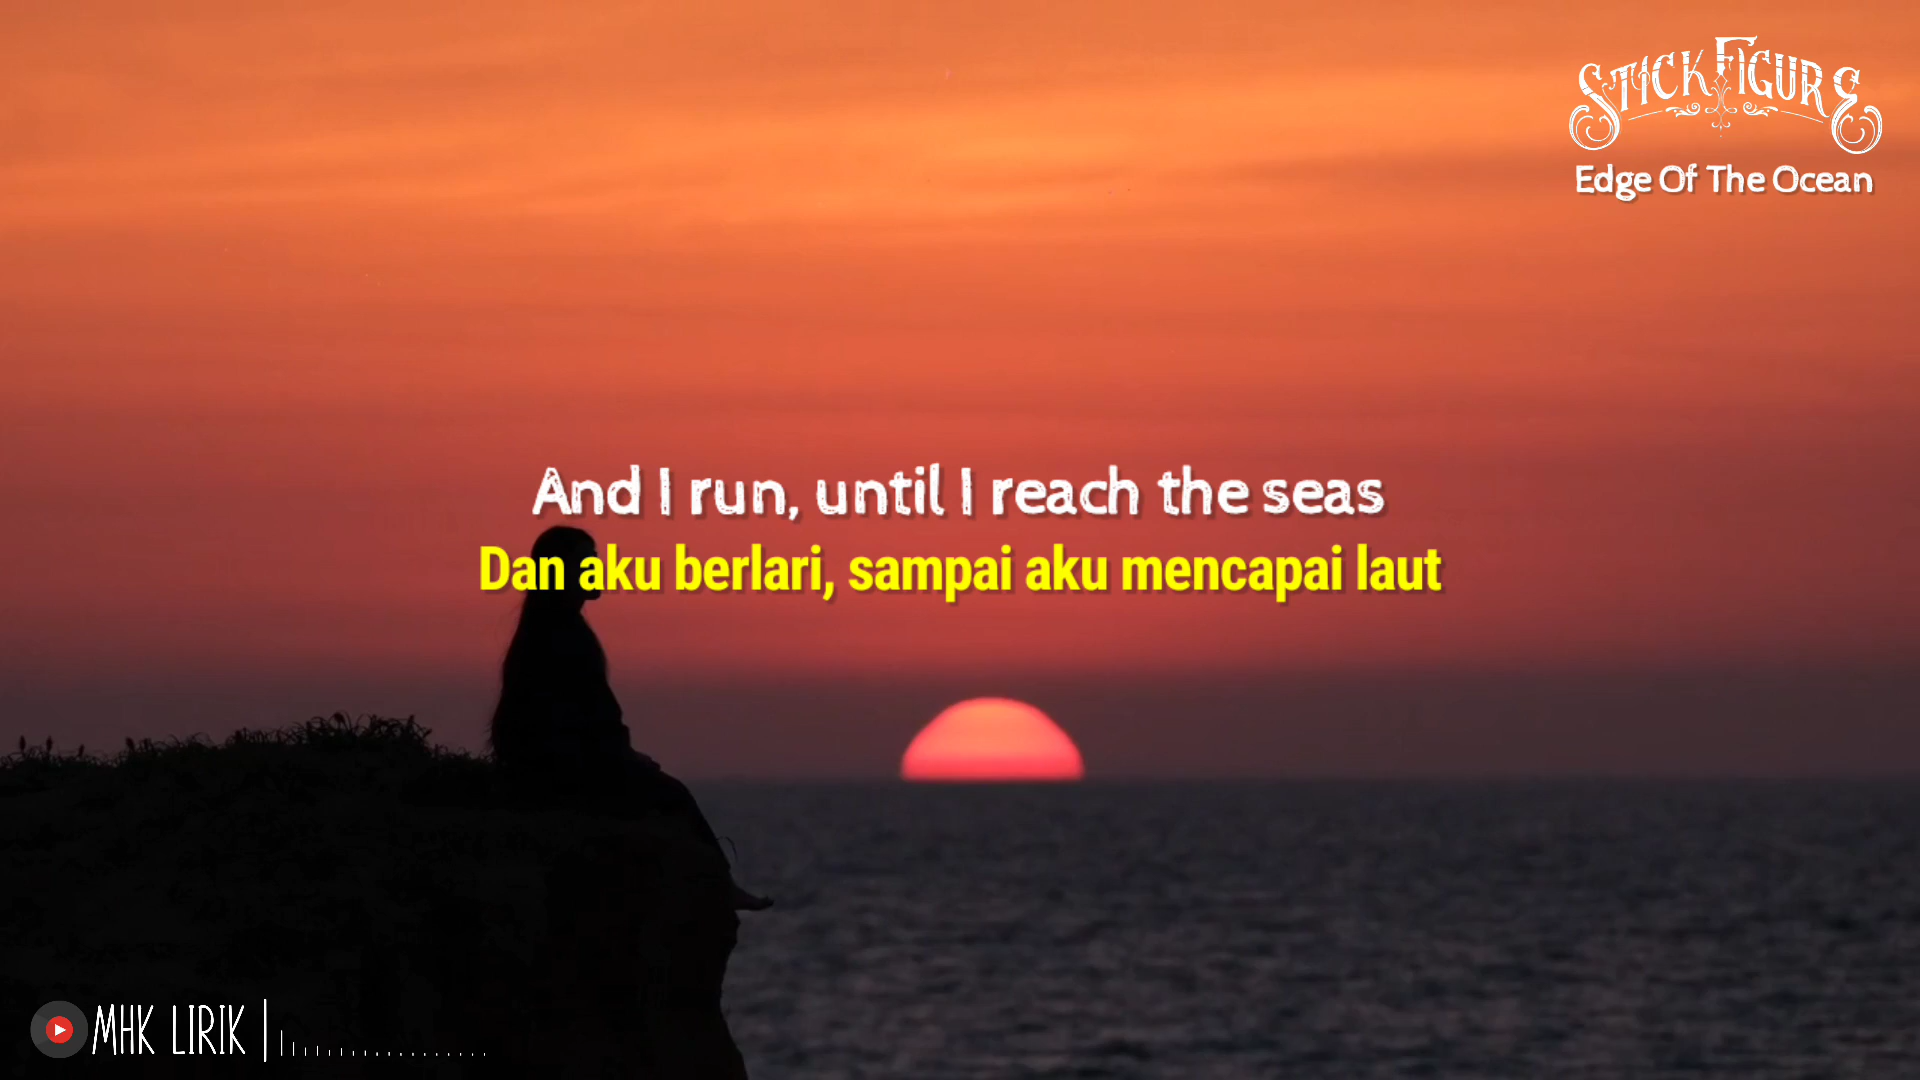 STICK FIGURE
Edge Of The Ocean
And I run, until I reach the seas
Dan aku berlari, sampai aku mencapai laut
MHK LIRIK